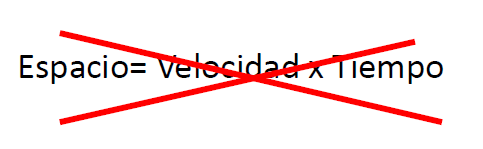 Espacio= Velocidad x Tiempo